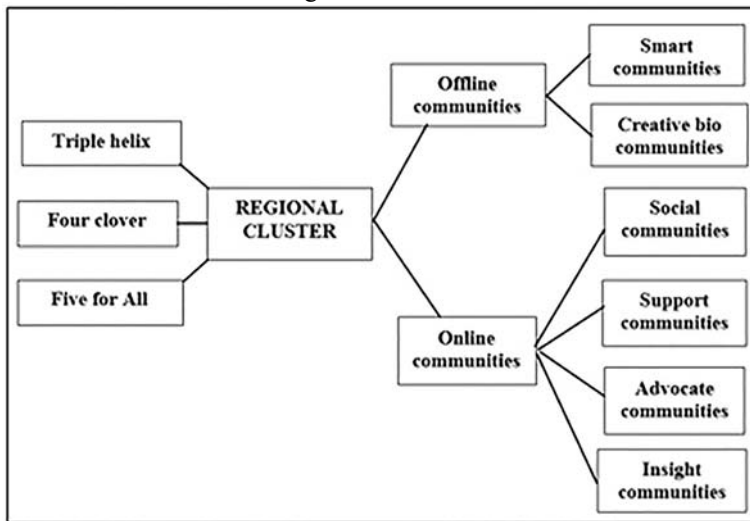 Triple helix
Four clover
Five for All
REGIONAL
CLUSTER
Offline
communities
Online
communities
Smart
communities
Creative bio
communities
Social
communities
Support
communities
Advocate
communities
Insight
communities